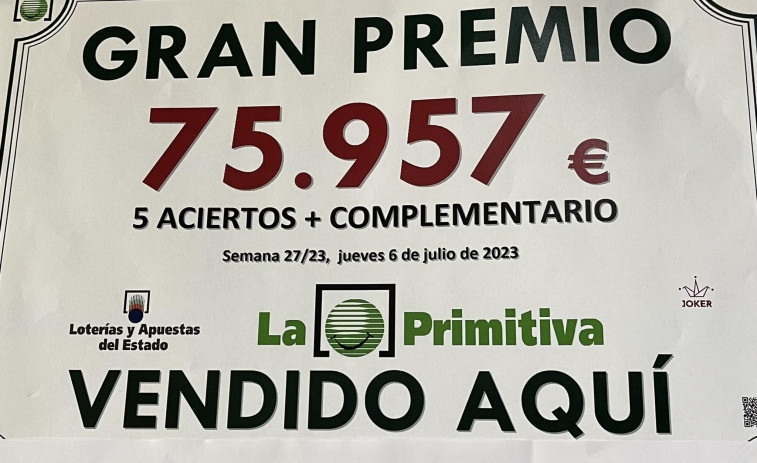 GRAN PREMIO
75.957 €
5 ACIERTOS + COMPLEMENTARIO
Semana 27/23, jueves 6 de julio de 2023
Loterías y Apuestas
del Estado
La Primitiva
JOKER
VENDIDO AQUÍ